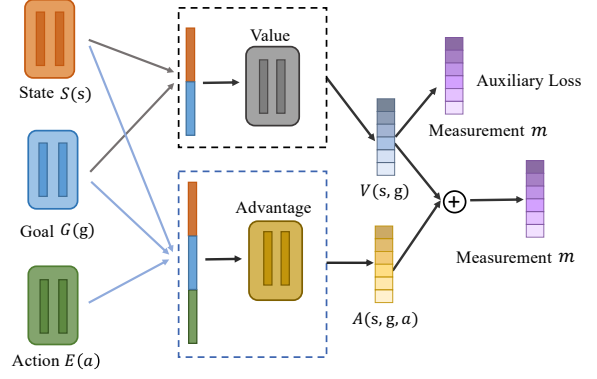 State S(s)
Goal G(g)
Action E(a)
Value
Advantage
V(s, g)
A(s, g, a)
+
Auxiliary Loss
Measurement m
Measurement m